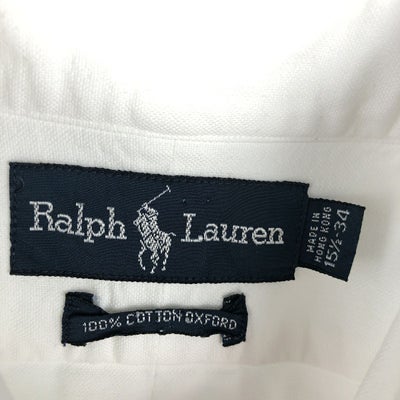 Ralph Lauren
MADE IN
HONG KONG
15½-34
100% COTTON OXFORD